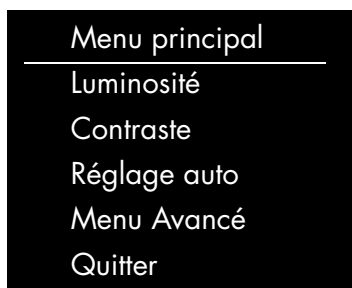 Menu principal
Luminosité
Contraste
Réglage auto
Menu Avancé
Quitter